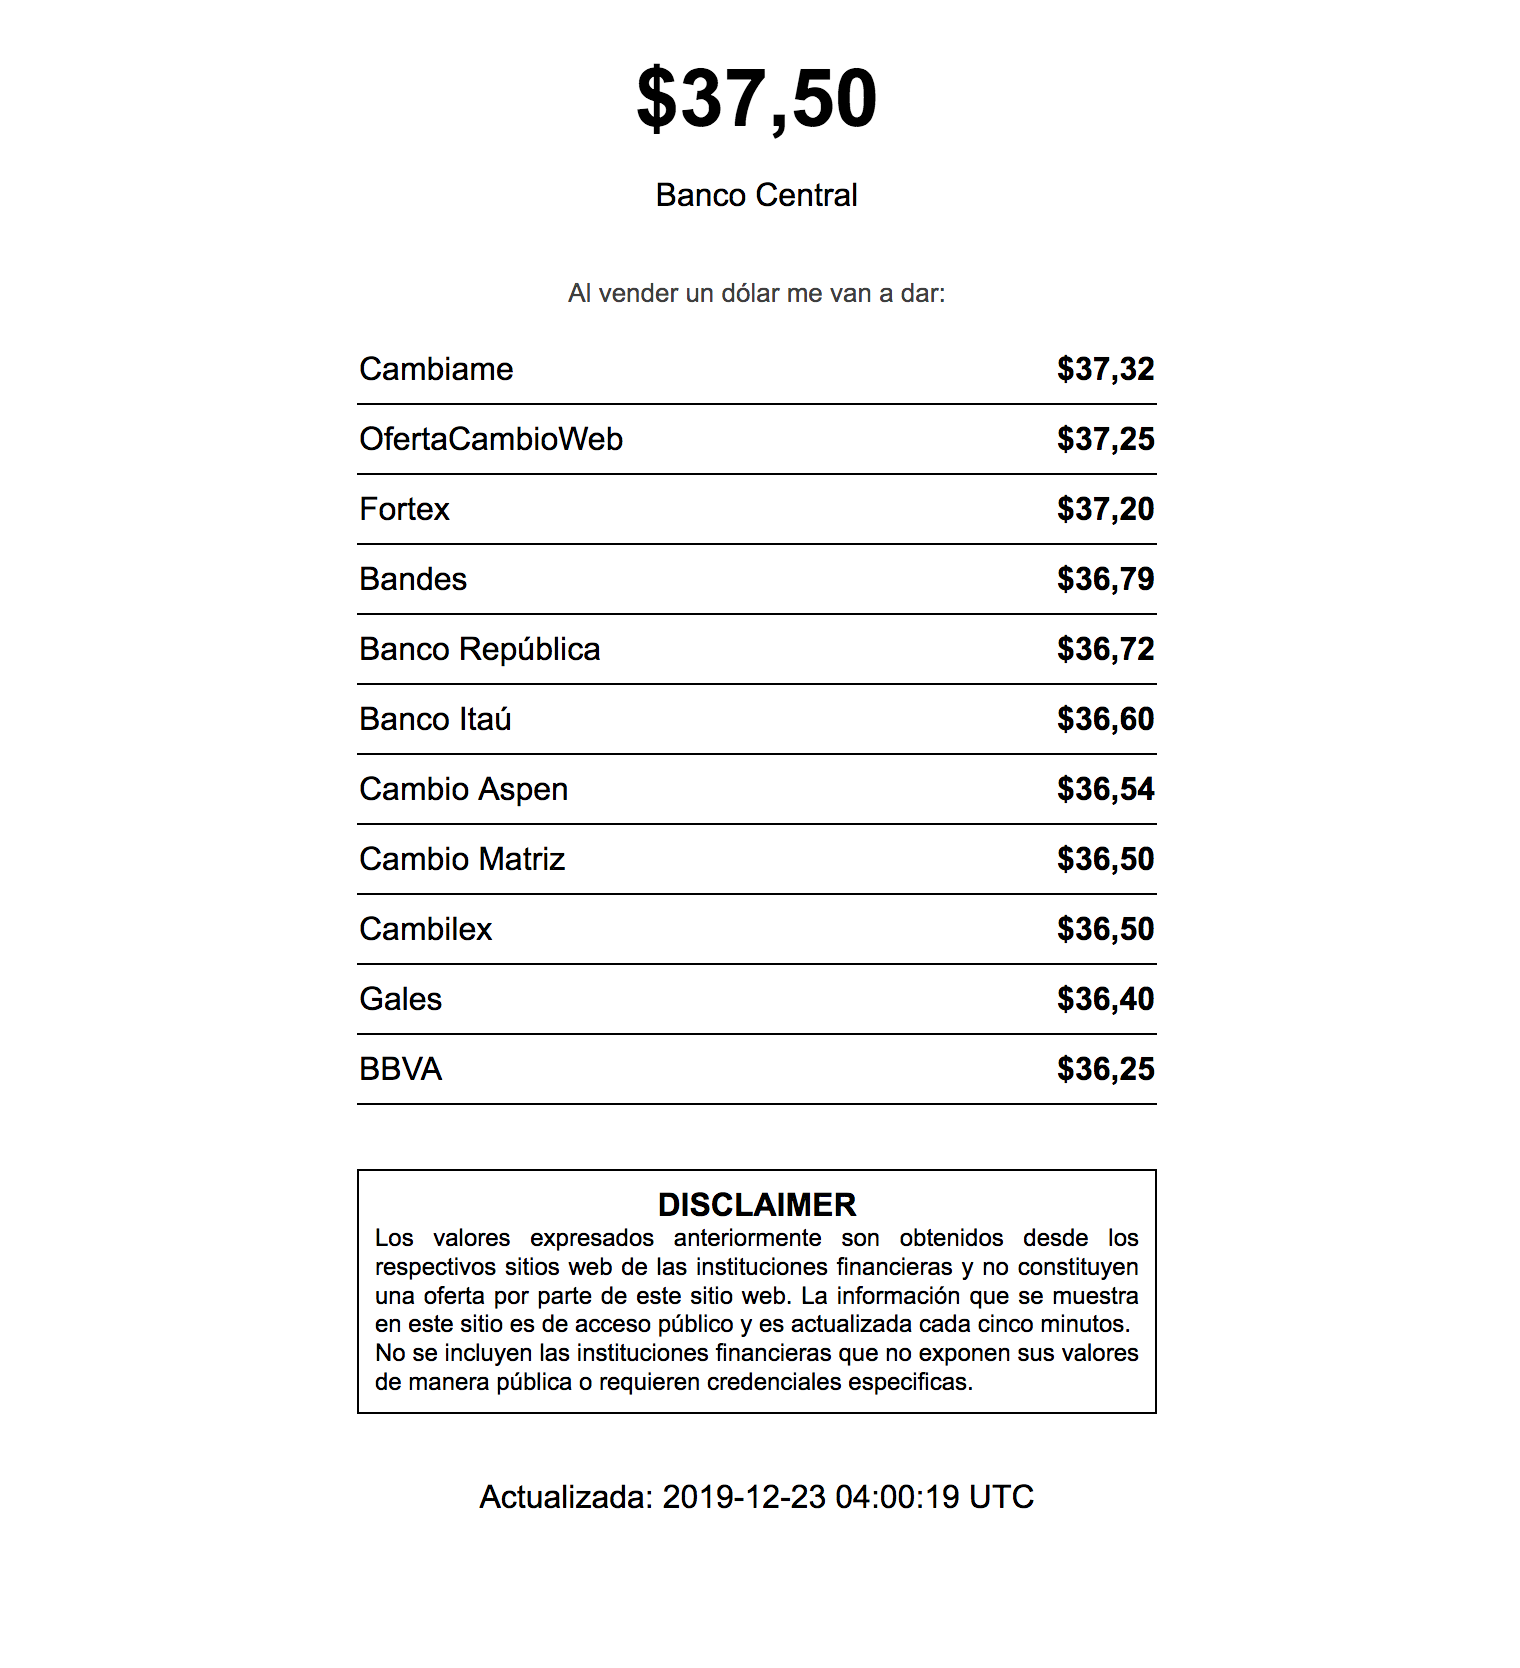 $37,50
Banco Central
Al vender un dólar me van a dar:
Cambiame $37,32
OfertaCambioWeb $37,25
Fortex $37,20
Bandes $36,79
Banco República $36,72
Banco Itaú $36,60
Cambio Aspen $36,54
Cambio Matriz $36,50
Cambilex $36,50
Gales $36,40
BBVA $36,25
DISCLAIMER
Los valores expresados anteriormente son obtenidos desde los
respectivos sitios web de las instituciones financieras y no constituyen
una oferta por parte de este sitio web. La información que se muestra
en este sitio es de acceso público y es actualizada cada cinco minutos.
No se incluyen las instituciones financieras que no exponen sus valores
de manera pública o requieren credenciales especificas.
Actualizada: 2019-12-23 04:00:19 UTC